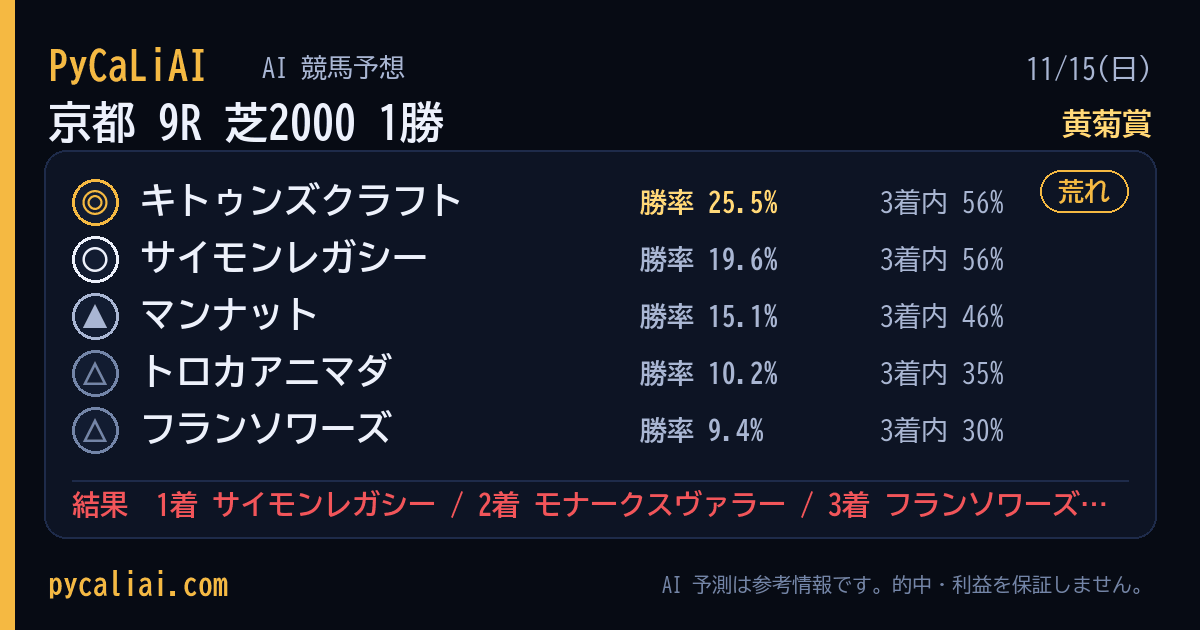 PyCaLiAI AI 競馬予想 11/15(日)
京都 9R 芝2000 1勝 黄菊賞
◎ キトゥンズクラフト 勝率 25.5% 3着内 56% 荒れ
○ サイモンレガシー 勝率 19.6% 3着内 56%
▲ マンナット 勝率 15.1% 3着内 46%
△ トロカアニマダ 勝率 10.2% 3着内 35%
△ フランソワーズ 勝率 9.4% 3着内 30%
結果 1着 サイモンレガシー / 2着 モナークスヴァラー / 3着 フランソワーズ…
pycaliai.com AI 予測は参考情報です。的中・利益を保証しません。